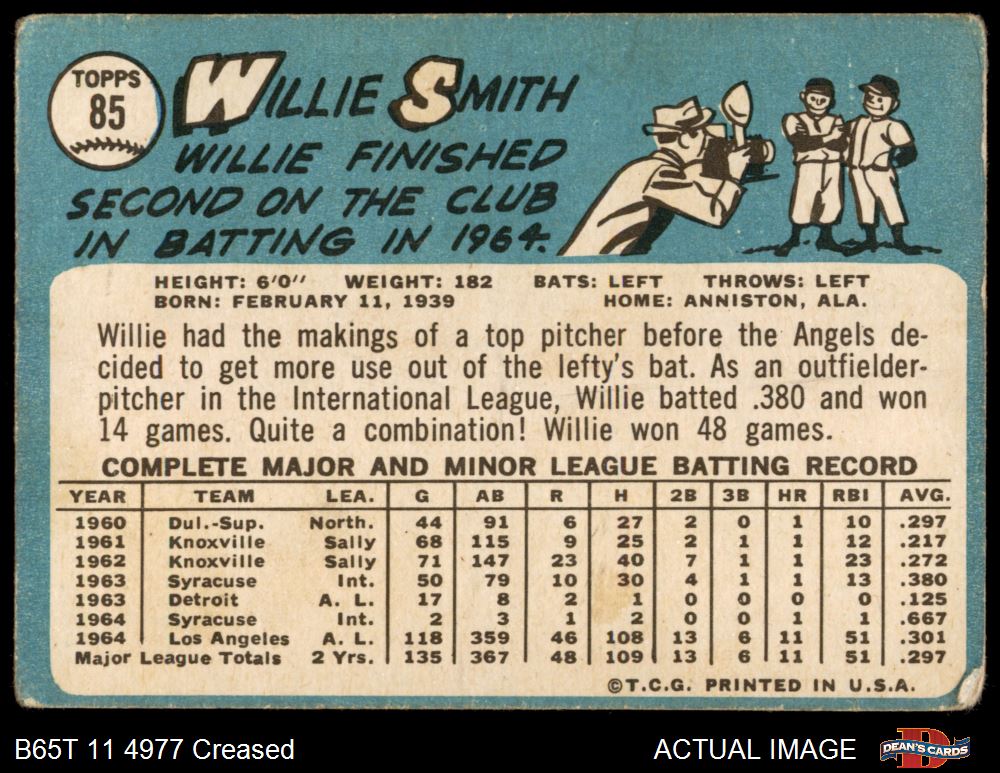 TOPPS
85
WILLIE SMITH
WILLIE FINISHED
SECOND ON THE CLUB
IN BATTING IN 1964.
HEIGHT: 6'0" WEIGHT: 182 BATS: LEFT THROWS: LEFT
BORN: FEBRUARY 11, 1939 HOME: ANNISTON, ALA.
Willie had the makings of a top pitcher before the Angels de-
cided to get more use out of the lefty's bat. As an outfielder-
pitcher in the International League, Willie batted .380 and won
14 games. Quite a combination! Willie won 48 games.
COMPLETE MAJOR AND MINOR LEAGUE BATTING RECORD
YEAR TEAM LEA. G AB R H 2B 3B HR RBI AVG.
1960 Dul.-Sup. North. 44 91 6 27 2 0 1 10 .297
1961 Knoxville Sally 68 115 9 25 2 1 1 12 .217
1962 Knoxville Sally 71 147 23 40 7 1 1 23 .272
1963 Syracuse Int. 50 79 10 30 4 1 1 13 .380
1963 Detroit A. L. 17 8 2 1 0 0 0 0 .125
1964 Syracuse Int. 2 3 1 2 0 0 1 1 .667
1964 Los Angeles A. L. 118 359 46 108 13 6 11 51 .301
Major League Totals 2 Yrs. 135 367 48 109 13 6 11 51 .297
©T.C.G. PRINTED IN U.S.A.
B65T 11 4977 Creased ACTUAL IMAGE
DEAN'S CARDS